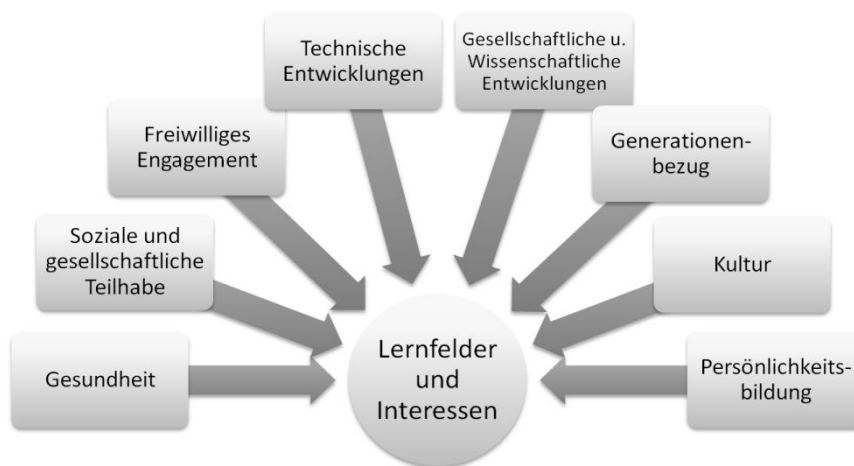 Technische
Entwicklungen
Gesellschaftliche u.
Wissenschaftliche
Entwicklungen
Freiwilliges
Engagement
Generationen-
bezug
Soziale und
gesellschaftliche
Teilhabe
Kultur
Gesundheit
Lernfelder
und
Interessen
Persönlichkeits-
bildung